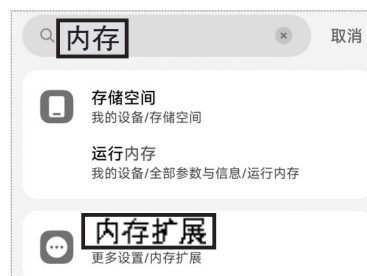 内存 取消
存储空间
我的设备/存储空间
运行内存
我的设备/全部参数与信息/运行内存
内存扩展
更多设置/内存扩展